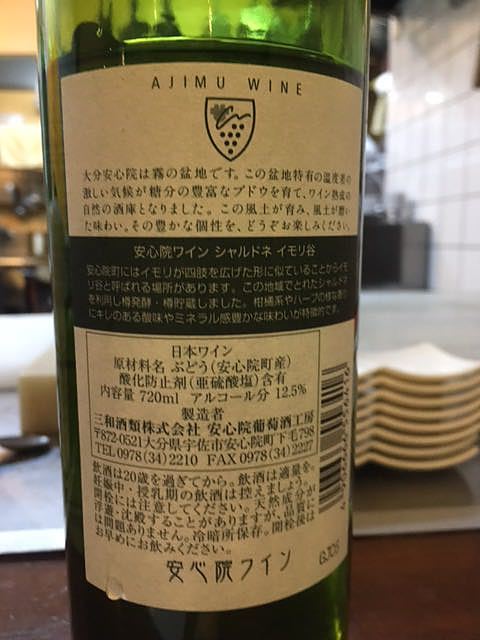 AJIMU WINE
大分安心院は霧の盆地です。この盆地特有の温度差の
激しい気候が糖分の豊富なブドウを育て、ワイン熟成の
自然の酒庫となりました。この風土が育み、風土が磨い
た味わい。その豊かな個性を、どうぞお楽しみください。
安心院ワイン シャルドネ イモリ谷
安心院町にはイモリが四肢を広げた形に似ていることからイモ
リ谷と呼ばれる場所があります。この地域でとれたシャルドネ
を利用し樽発酵・樽貯蔵しました。柑橘系やハーブの様な香り
にキレのある酸味やミネラル感豊かな味わいが特徴的です。
日本ワイン
原材料名 ぶどう(安心院町産)
酸化防止剤(亜硫酸塩)含有
内容量 720ml アルコール分 12.5%
製造者
三和酒類株式会社 安心院葡萄酒工房
〒872-0521大分県宇佐市安心院町下毛798
TEL 0978(34)2210 FAX 0978(34)2227
飲酒は20歳を過ぎてから。飲酒は適量を。
妊娠中・授乳期の飲酒は控えましょう。
開栓には注意してください。天然成分が
浮遊・沈殿することがありますが、品質に
は問題ありません。冷暗所保存。開栓後は
お早めにお飲みください。
安心院ワイン
GJ05